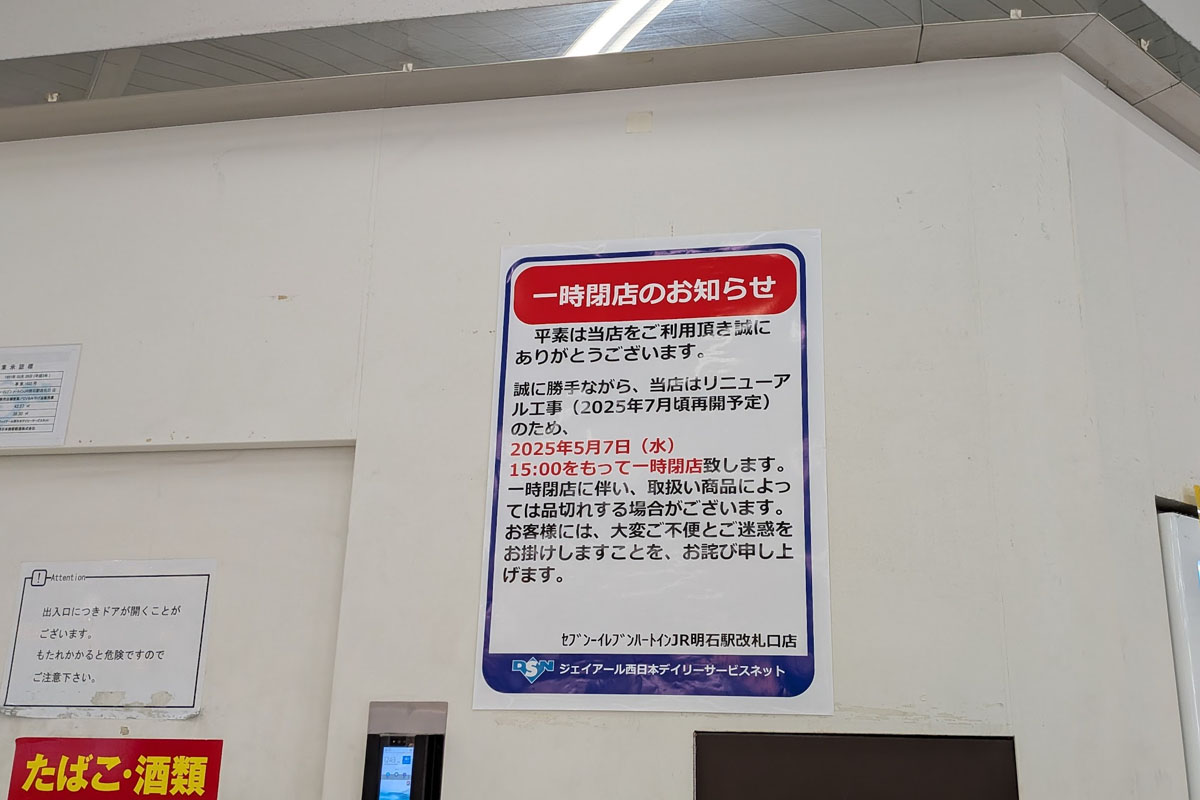 一時閉店のお知らせ
平素は当店をご利用頂き誠に
ありがとうございます。
誠に勝手ながら、当店はリニューア
ル工事（2025年7月頃再開予定）
のため、
2025年5月7日（水）
15:00をもって一時閉店致します。
一時閉店に伴い、取扱い商品によっ
ては品切れする場合がございます。
お客様には、大変ご不便とご迷惑を
お掛けしますことを、お詫び申し上
げます。
ｾﾌﾞﾝ-ｲﾚﾌﾞﾝﾊｰﾄｲﾝJR明石駅改札口店
DSN ジェイアール西日本デイリーサービスネット
! Attention
出入口につきドアが開くことが
ございます。
もたれかかると危険ですので
ご注意下さい。
たばこ・酒類